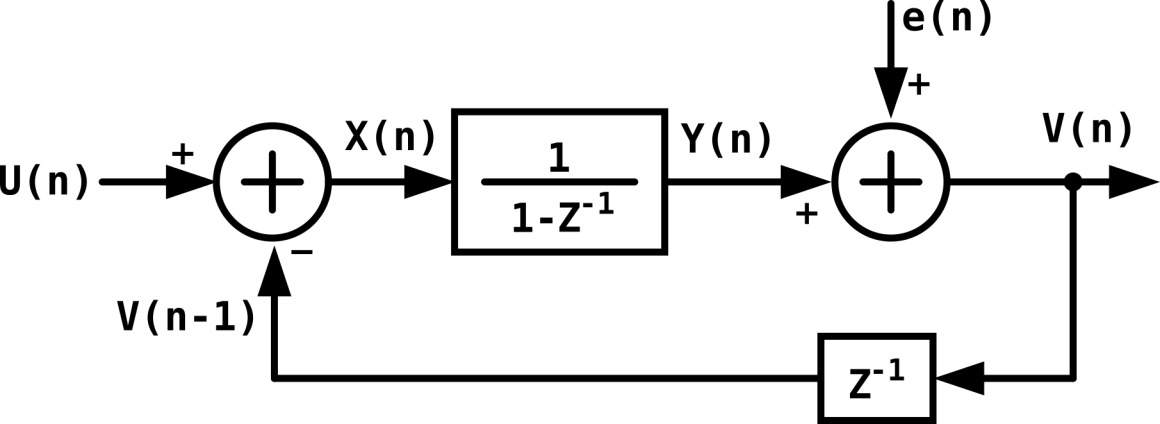 e(n)
+
V(n)
X(n)
Y(n)
+
1
U(n)
+
+
1-Z⁻¹
+
−
V(n-1)
Z⁻¹